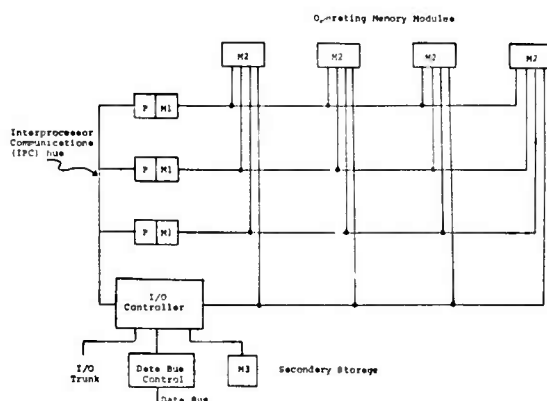 Operating Memory Modules
M2
M2
M2
M2
P M1
Interprocessor
Communications
(IPC) hue
P M1
P M1
I/O
Controller
I/O
Trunk
Data Bus
Control
M3
Secondary Storage
Data Bus